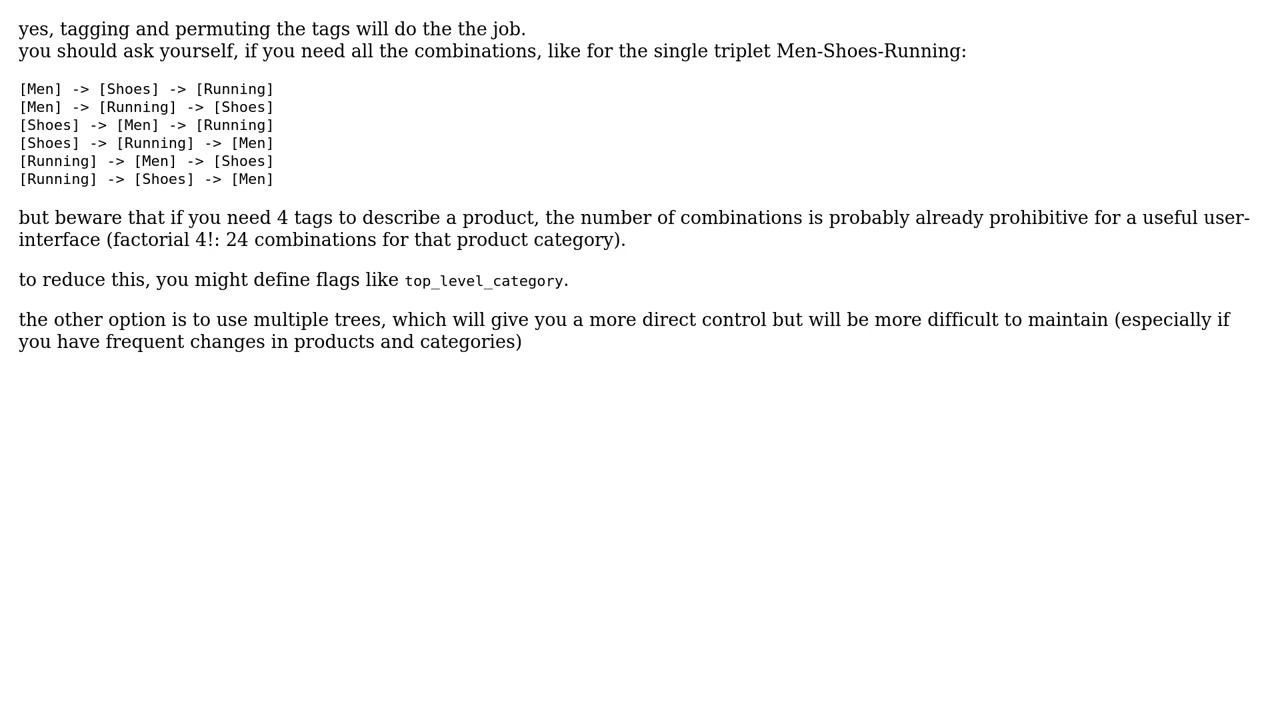 yes, tagging and permuting the tags will do the the job.
you should ask yourself, if you need all the combinations, like for the single triplet Men-Shoes-Running:
[Men] -> [Shoes] -> [Running]
[Men] -> [Running] -> [Shoes]
[Shoes] -> [Men] -> [Running]
[Shoes] -> [Running] -> [Men]
[Running] -> [Men] -> [Shoes]
[Running] -> [Shoes] -> [Men]
but beware that if you need 4 tags to describe a product, the number of combinations is probably already prohibitive for a useful user-
interface (factorial 4!: 24 combinations for that product category).
to reduce this, you might define flags like top_level_category.
the other option is to use multiple trees, which will give you a more direct control but will be more difficult to maintain (especially if
you have frequent changes in products and categories)